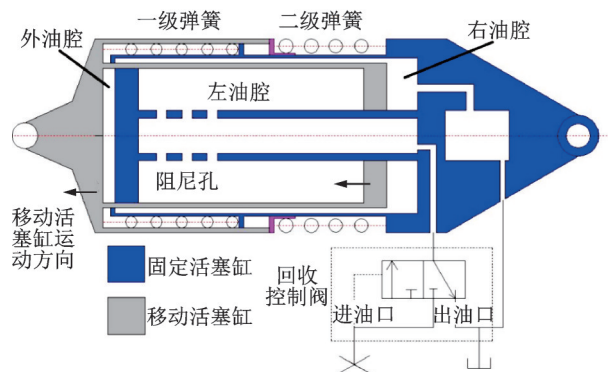 一级弹簧
二级弹簧
外油腔
右油腔
左油腔
阻尼孔
移动活
塞缸运
动方向
固定活塞缸
移动活塞缸
回收
控制阀
进油口
出油口